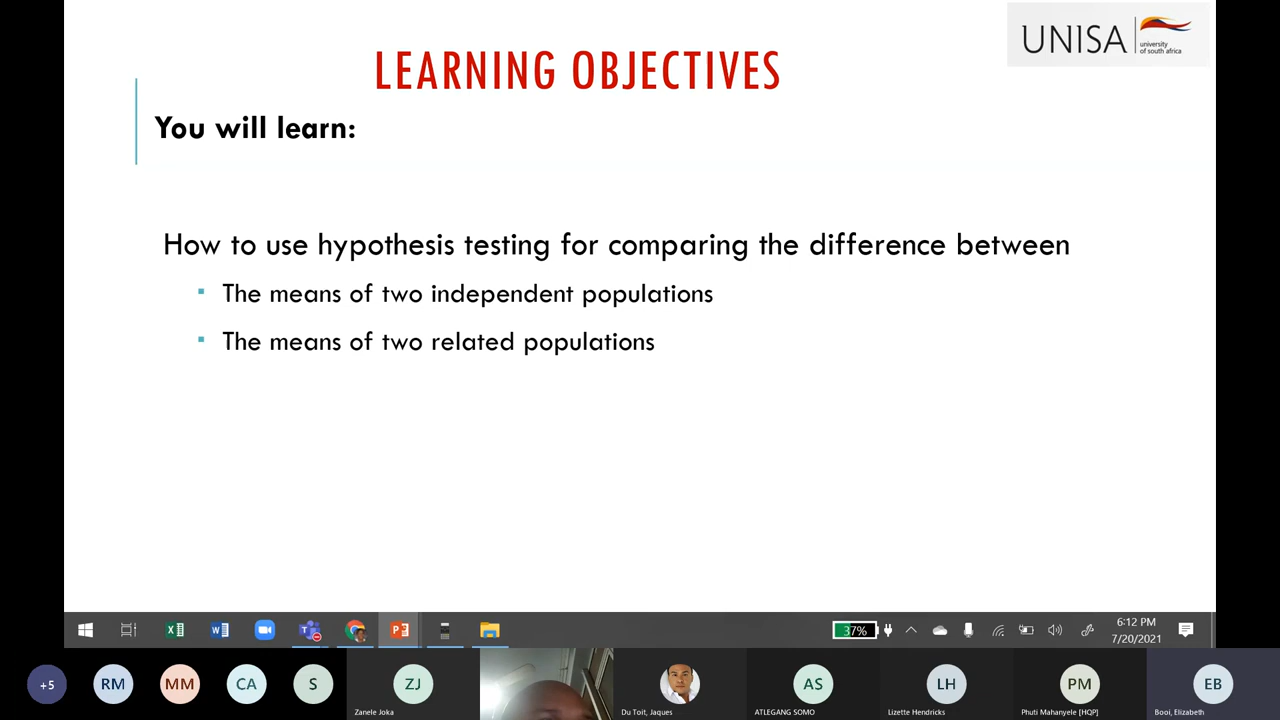 UNISA
university
of south africa
LEARNING OBJECTIVES
You will learn:
How to use hypothesis testing for comparing the difference between
The means of two independent populations
The means of two related populations
37%
6:12 PM
7/20/2021
+5
RM
MM
CA
S
ZJ
AS
LH
PM
EB
Zanele Joka
Du Toit, Jaques
ATLEGANG SOMO
Lizette Hendricks
Phuti Mahanyele [HQP]
Booi, Elizabeth